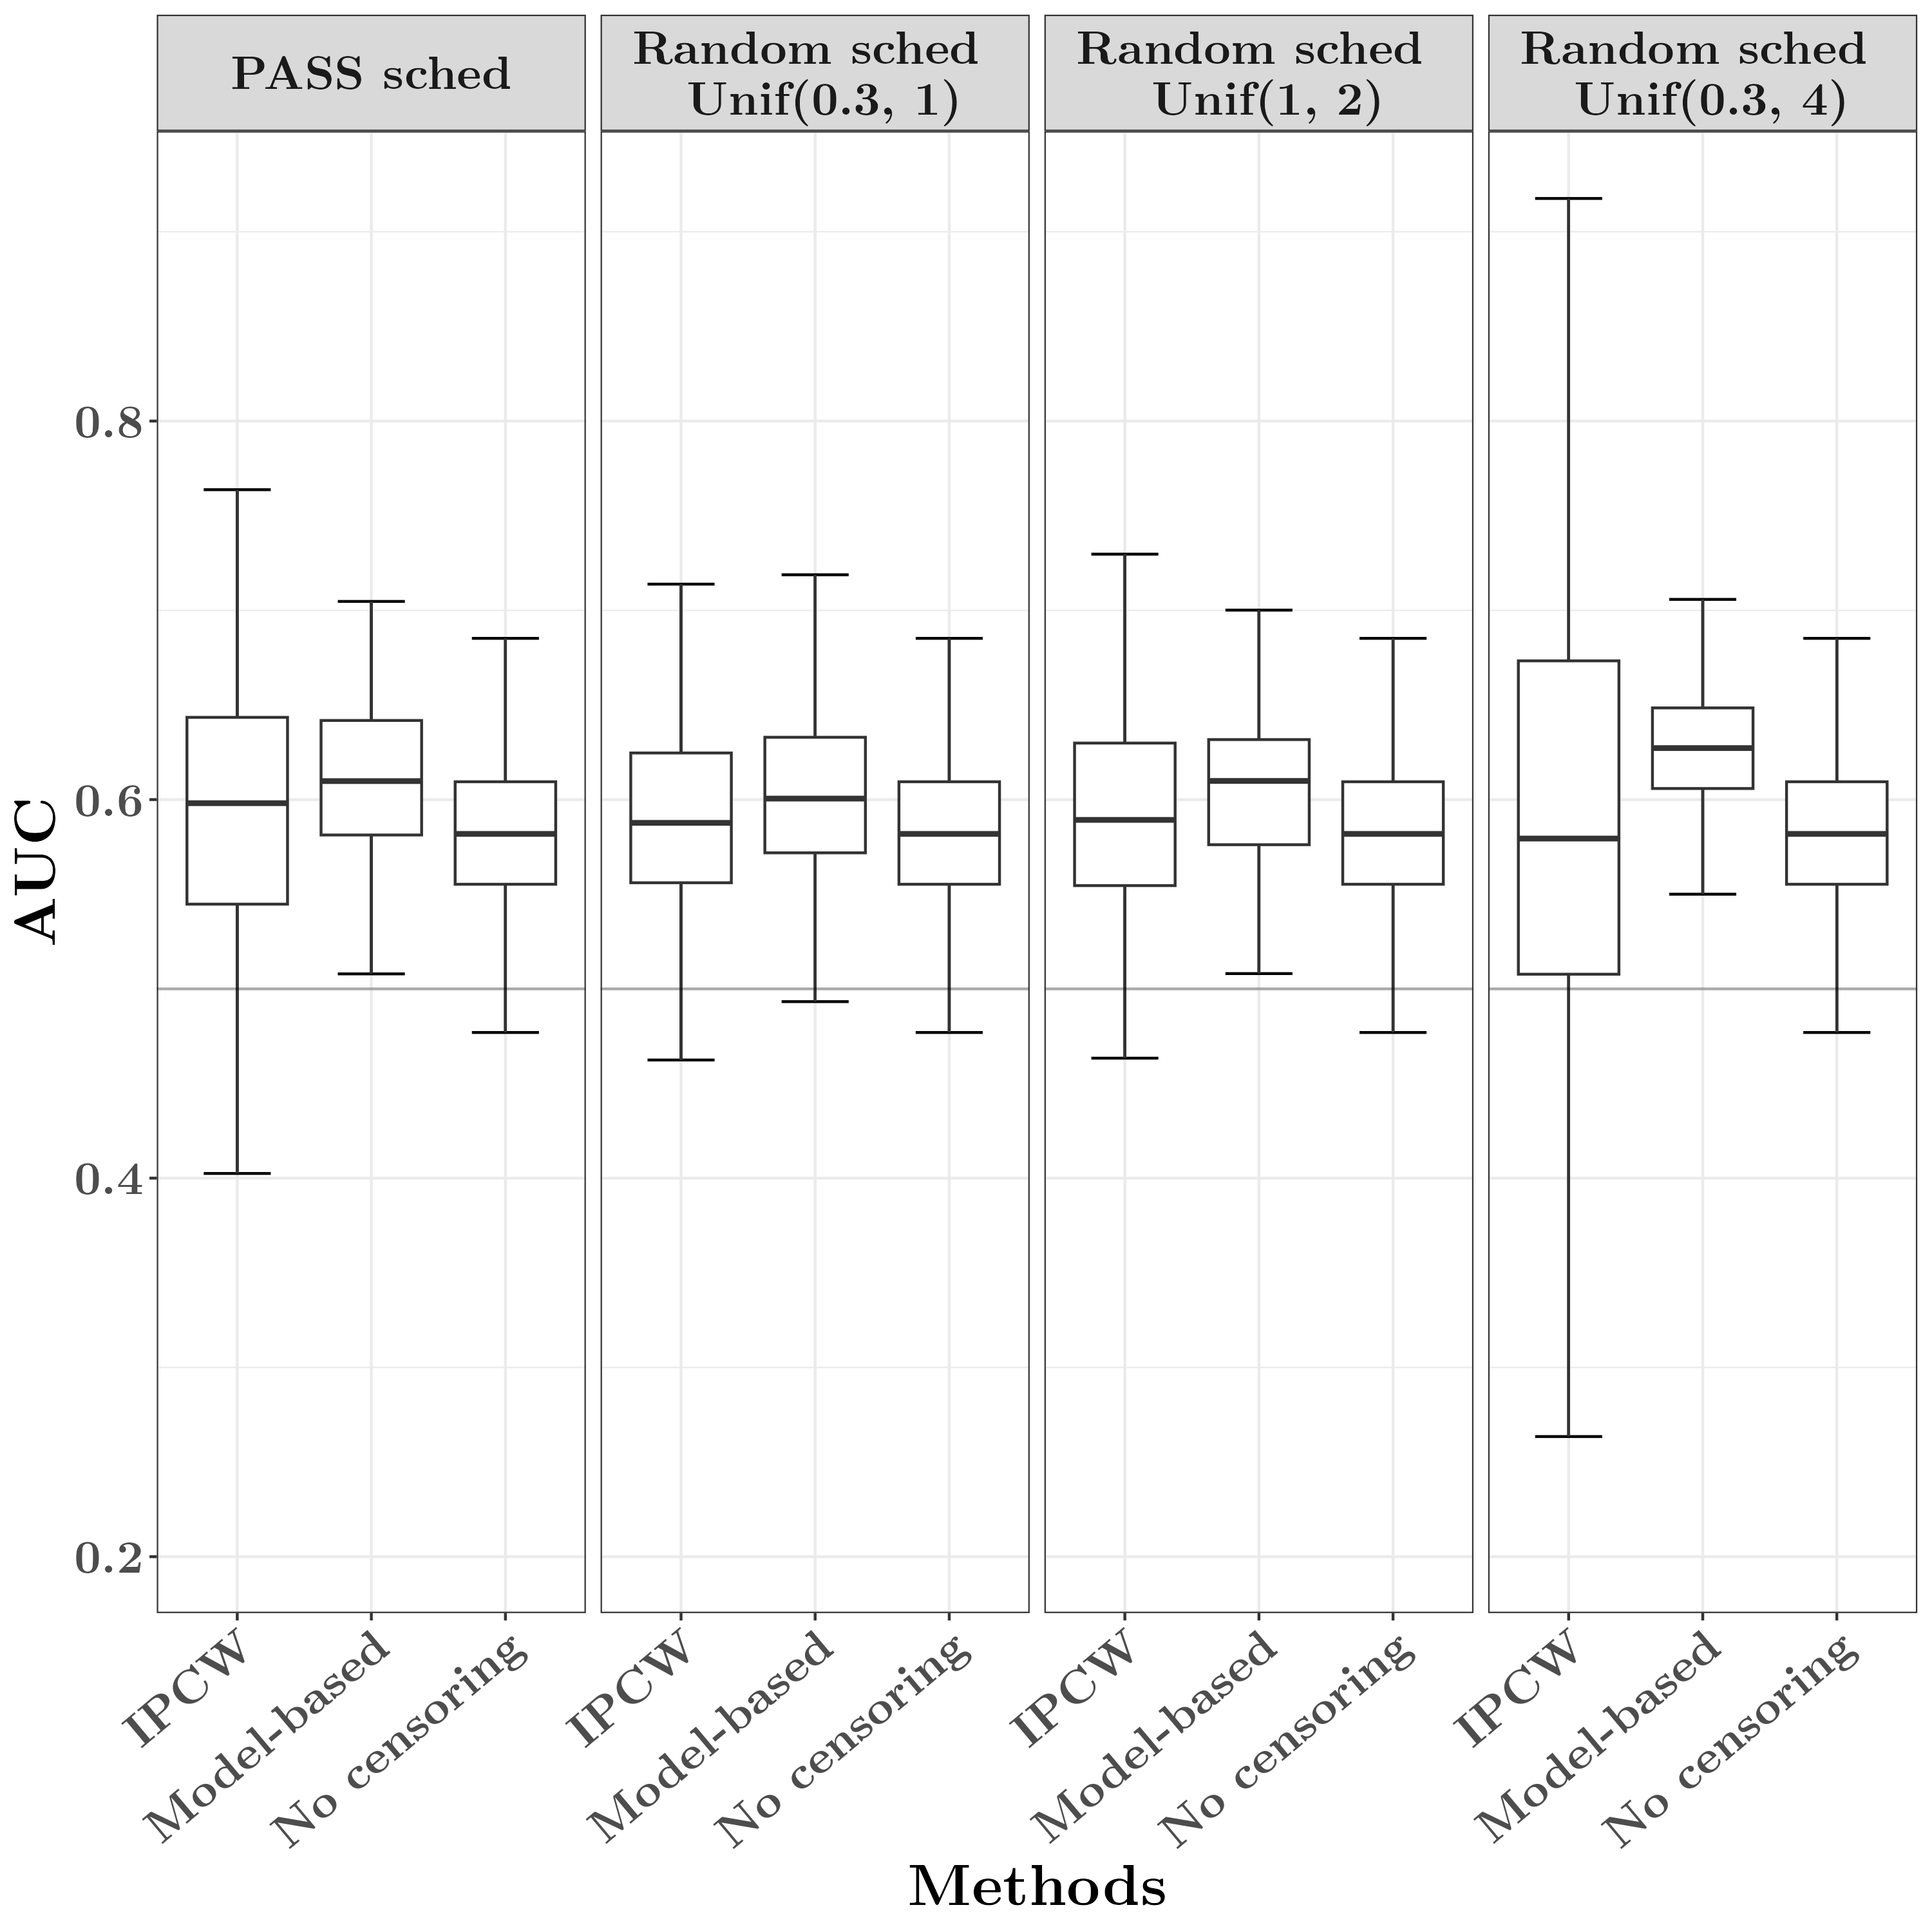 PASS sched
Random sched
Unif(0.3, 1)
Random sched
Unif(1, 2)
Random sched
Unif(0.3, 4)
AUC
0.8
0.6
0.4
0.2
IPCW
Model-based
No censoring
IPCW
Model-based
No censoring
IPCW
Model-based
No censoring
IPCW
Model-based
No censoring
Methods